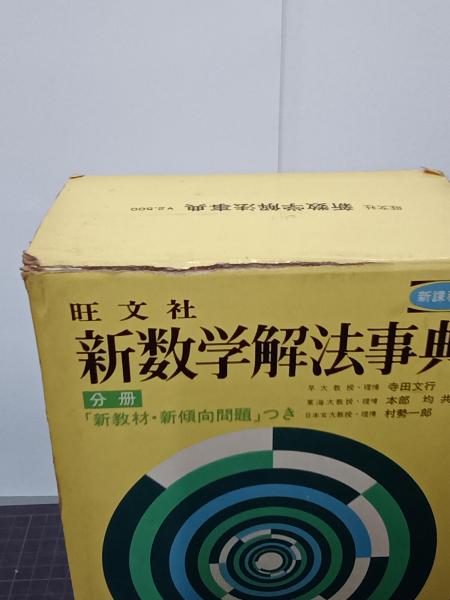 旺文社 新数学解法事典 ¥2,500
旺文社
新課
新数学解法事典
分冊
「新教材・新傾向問題」つき
早大教授・理博 寺田文行
東海大教授・理博 本部 均 共
日本女大教授・理博 村勢一郎